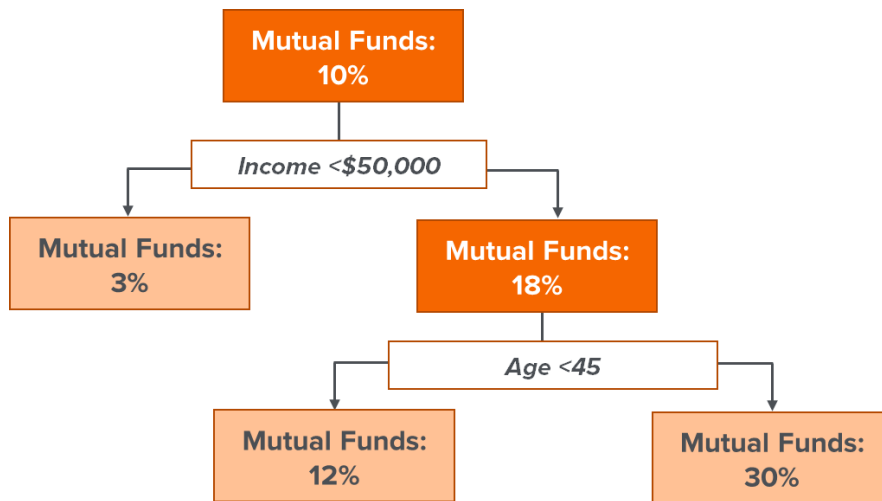 Mutual Funds:
10%
Income <$50,000
Mutual Funds:
3%
Mutual Funds:
18%
Age <45
Mutual Funds:
12%
Mutual Funds:
30%